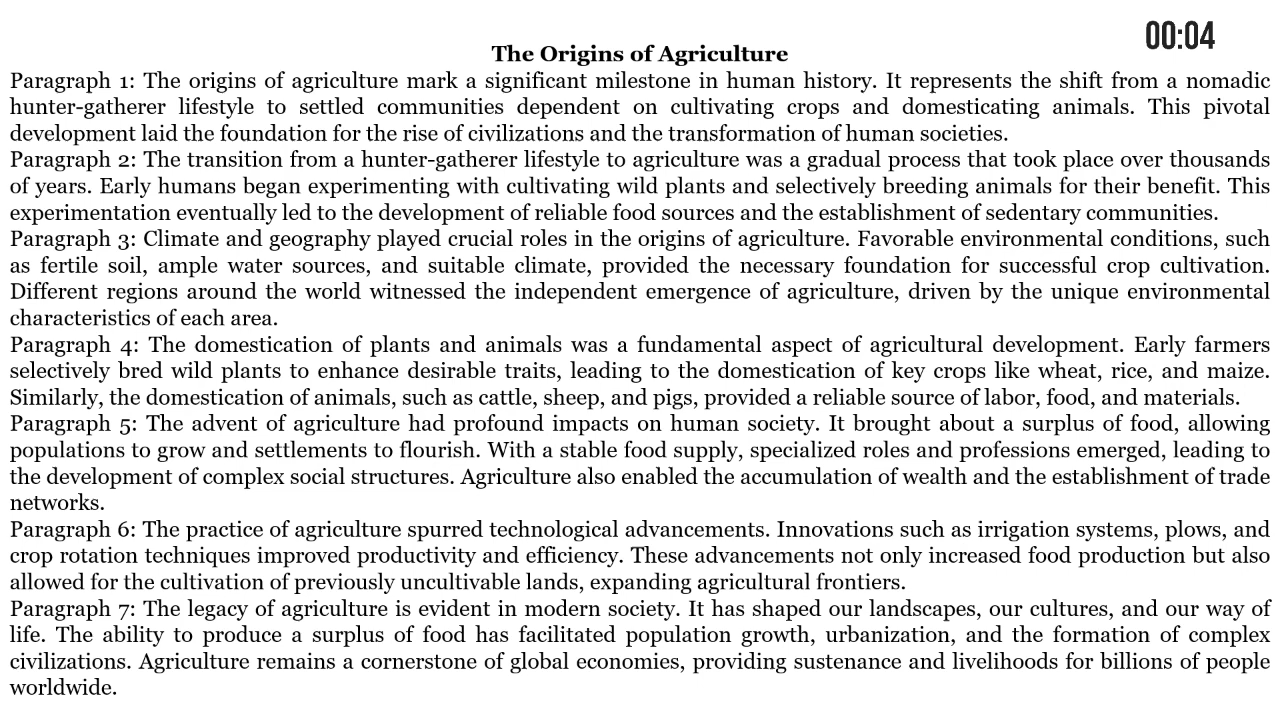 00:04
The Origins of Agriculture
Paragraph 1: The origins of agriculture mark a significant milestone in human history. It represents the shift from a nomadic
hunter-gatherer lifestyle to settled communities dependent on cultivating crops and domesticating animals. This pivotal
development laid the foundation for the rise of civilizations and the transformation of human societies.
Paragraph 2: The transition from a hunter-gatherer lifestyle to agriculture was a gradual process that took place over thousands
of years. Early humans began experimenting with cultivating wild plants and selectively breeding animals for their benefit. This
experimentation eventually led to the development of reliable food sources and the establishment of sedentary communities.
Paragraph 3: Climate and geography played crucial roles in the origins of agriculture. Favorable environmental conditions, such
as fertile soil, ample water sources, and suitable climate, provided the necessary foundation for successful crop cultivation.
Different regions around the world witnessed the independent emergence of agriculture, driven by the unique environmental
characteristics of each area.
Paragraph 4: The domestication of plants and animals was a fundamental aspect of agricultural development. Early farmers
selectively bred wild plants to enhance desirable traits, leading to the domestication of key crops like wheat, rice, and maize.
Similarly, the domestication of animals, such as cattle, sheep, and pigs, provided a reliable source of labor, food, and materials.
Paragraph 5: The advent of agriculture had profound impacts on human society. It brought about a surplus of food, allowing
populations to grow and settlements to flourish. With a stable food supply, specialized roles and professions emerged, leading to
the development of complex social structures. Agriculture also enabled the accumulation of wealth and the establishment of trade
networks.
Paragraph 6: The practice of agriculture spurred technological advancements. Innovations such as irrigation systems, plows, and
crop rotation techniques improved productivity and efficiency. These advancements not only increased food production but also
allowed for the cultivation of previously uncultivable lands, expanding agricultural frontiers.
Paragraph 7: The legacy of agriculture is evident in modern society. It has shaped our landscapes, our cultures, and our way of
life. The ability to produce a surplus of food has facilitated population growth, urbanization, and the formation of complex
civilizations. Agriculture remains a cornerstone of global economies, providing sustenance and livelihoods for billions of people
worldwide.